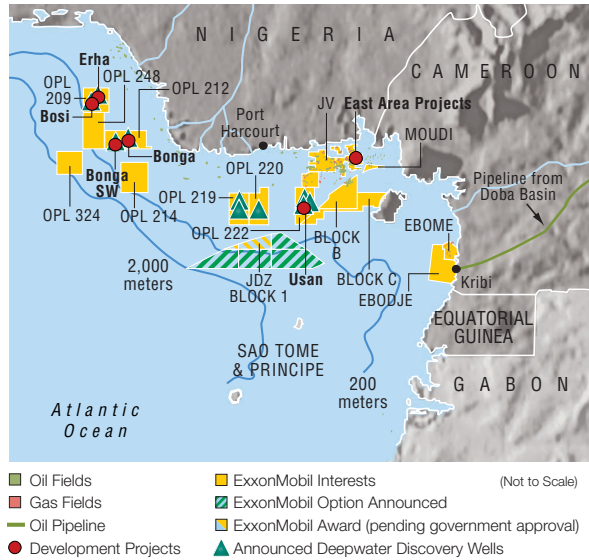 NIGERIA
CAMEROON
Erha
OPL 248
OPL 212
OPL
209
Bosi
Port
Harcourt
JV
East Area Projects
MOUDI
Bonga
Bonga
SW
OPL 220
OPL 219
OPL 324
OPL 214
OPL 222
BLOCK
B
Pipeline from
Doba Basin
EBOME
2,000
meters
JDZ
BLOCK 1
Usan
BLOCK C
EBODJE
Kribi
EQUATORIAL
GUINEA
SAO TOME
& PRINCIPE
200
meters
GABON
Atlantic
Ocean
Oil Fields
Gas Fields
Oil Pipeline
Development Projects
ExxonMobil Interests
(Not to Scale)
ExxonMobil Option Announced
ExxonMobil Award (pending government approval)
Announced Deepwater Discovery Wells